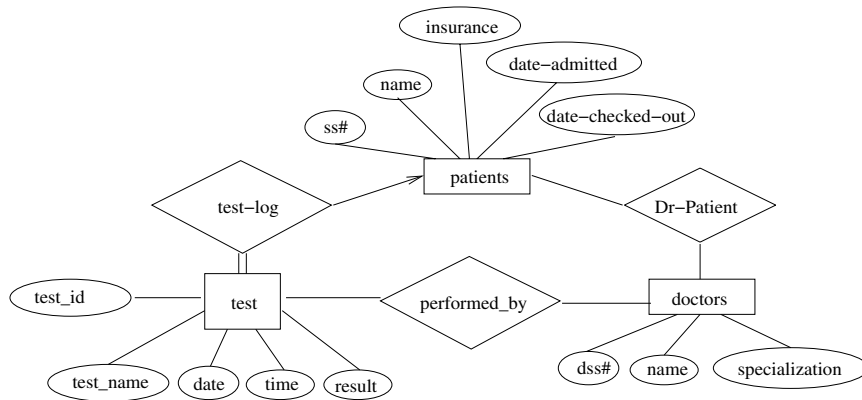 insurance
date-admitted
name
date-checked-out
ss#
patients
test-log
Dr-Patient
test_id
test
performed_by
doctors
test_name
date
time
result
dss#
name
specialization